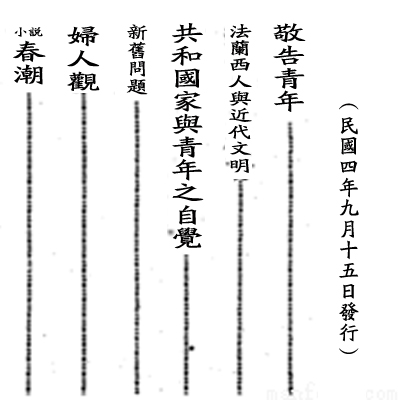 （民國四年九月十五日發行）
敬告青年
法蘭西人與近代文明
共和國家與青年之自覺
新舊問題
婦人觀
小説 春潮